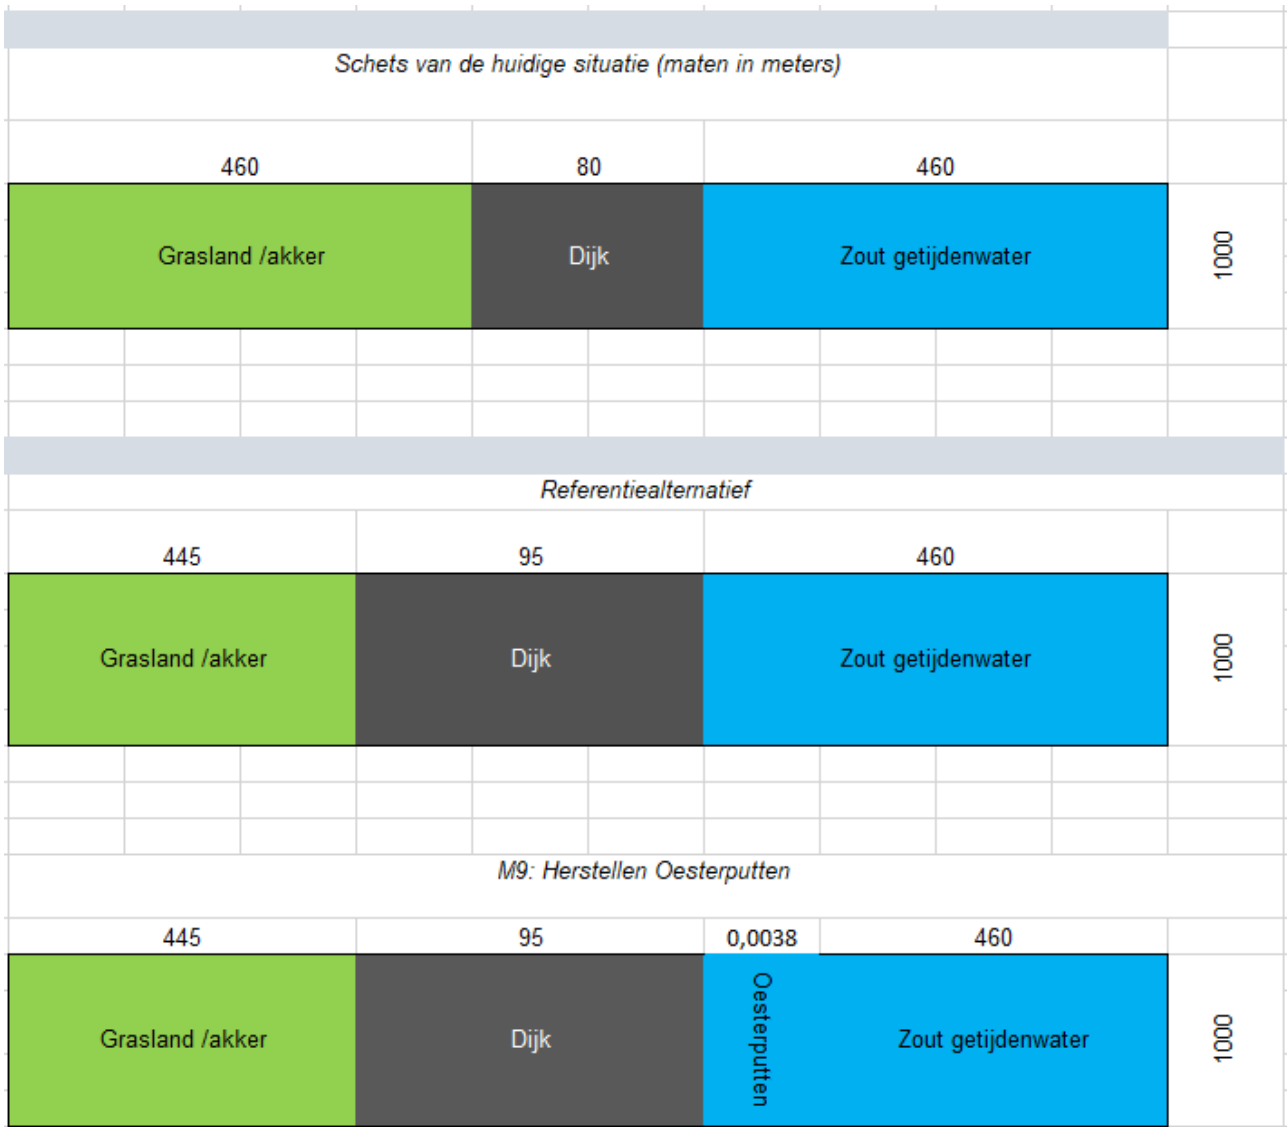 Schets van de huidige situatie (maten in meters)
460 80 460
Grasland /akker Dijk Zout getijdenwater 1000
Referentiealternatief
445 95 460
Grasland /akker Dijk Zout getijdenwater 1000
M9: Herstellen Oesterputten
445 95 0,0038 460
Grasland /akker Dijk Oesterputten Zout getijdenwater 1000